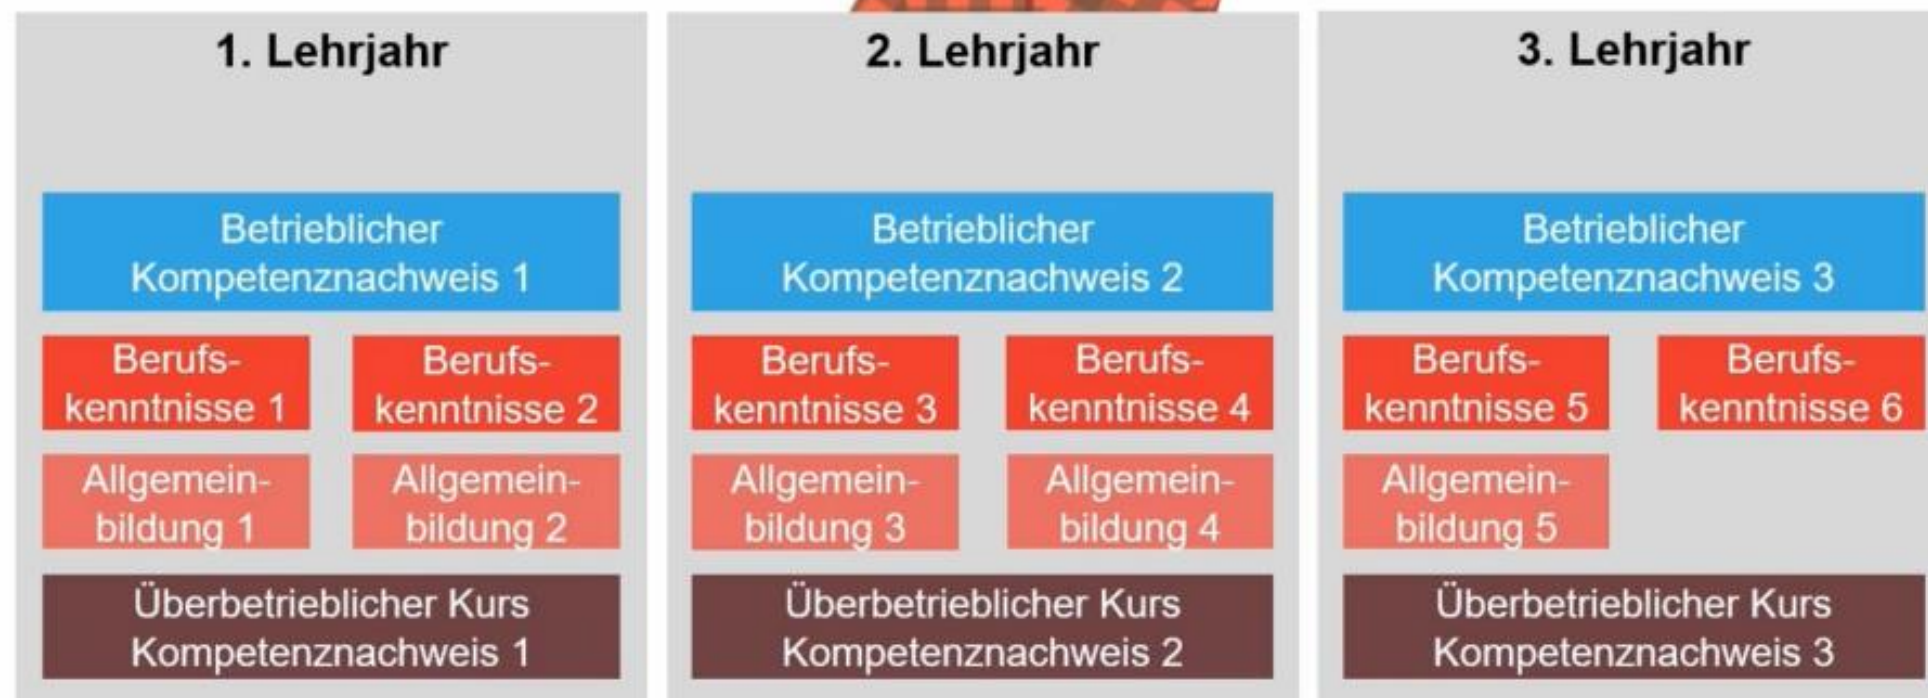 1. Lehrjahr
Betrieblicher
Kompetenznachweis 1
Berufs-
kenntnisse 1
Berufs-
kenntnisse 2
Allgemein-
bildung 1
Allgemein-
bildung 2
Überbetrieblicher Kurs
Kompetenznachweis 1
2. Lehrjahr
Betrieblicher
Kompetenznachweis 2
Berufs-
kenntnisse 3
Berufs-
kenntnisse 4
Allgemein-
bildung 3
Allgemein-
bildung 4
Überbetrieblicher Kurs
Kompetenznachweis 2
3. Lehrjahr
Betrieblicher
Kompetenznachweis 3
Berufs-
kenntnisse 5
Berufs-
kenntnisse 6
Allgemein-
bildung 5
Überbetrieblicher Kurs
Kompetenznachweis 3